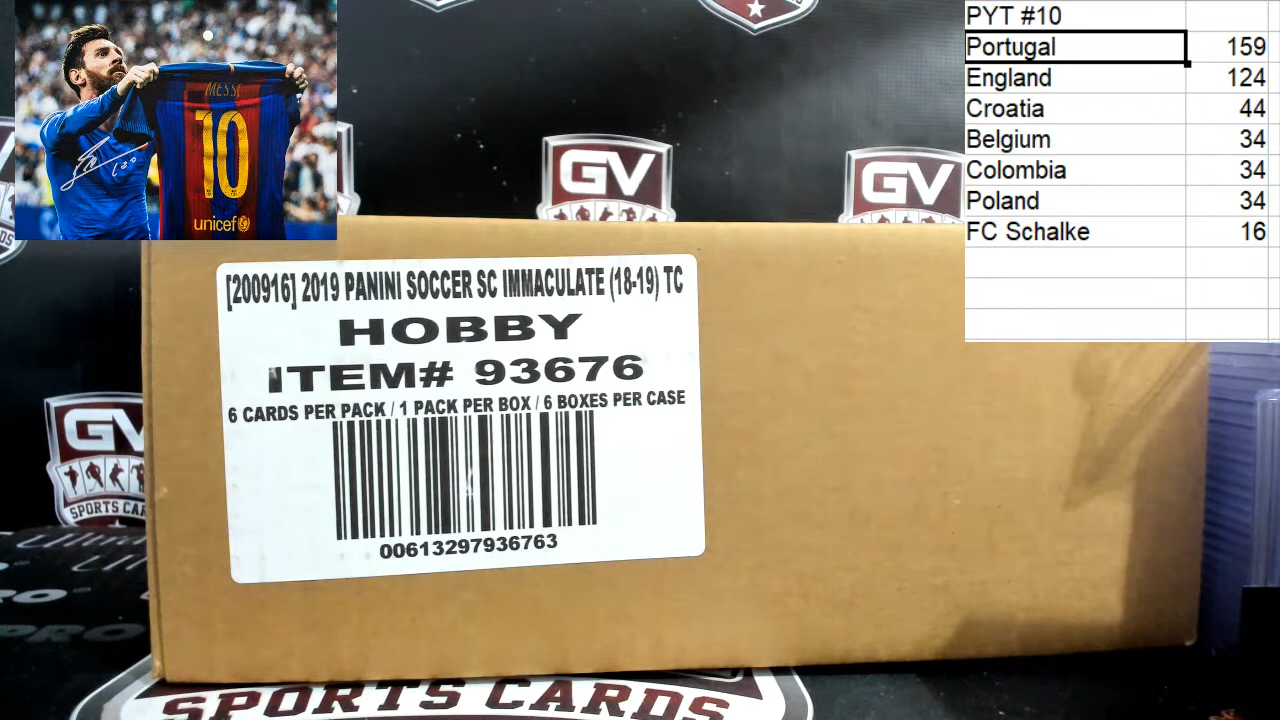 MESSI
10
unicef
PYT #10
Portugal 159
England 124
Croatia 44
Belgium 34
Colombia 34
Poland 34
FC Schalke 16
GV
GV
[200916] 2019 PANINI SOCCER SC IMMACULATE (18-19) TC
HOBBY
ITEM# 93676
6 CARDS PER PACK / 1 PACK PER BOX / 6 BOXES PER CASE
00613297936763
GV
SPORTS CARDS
SPORTS CARDS